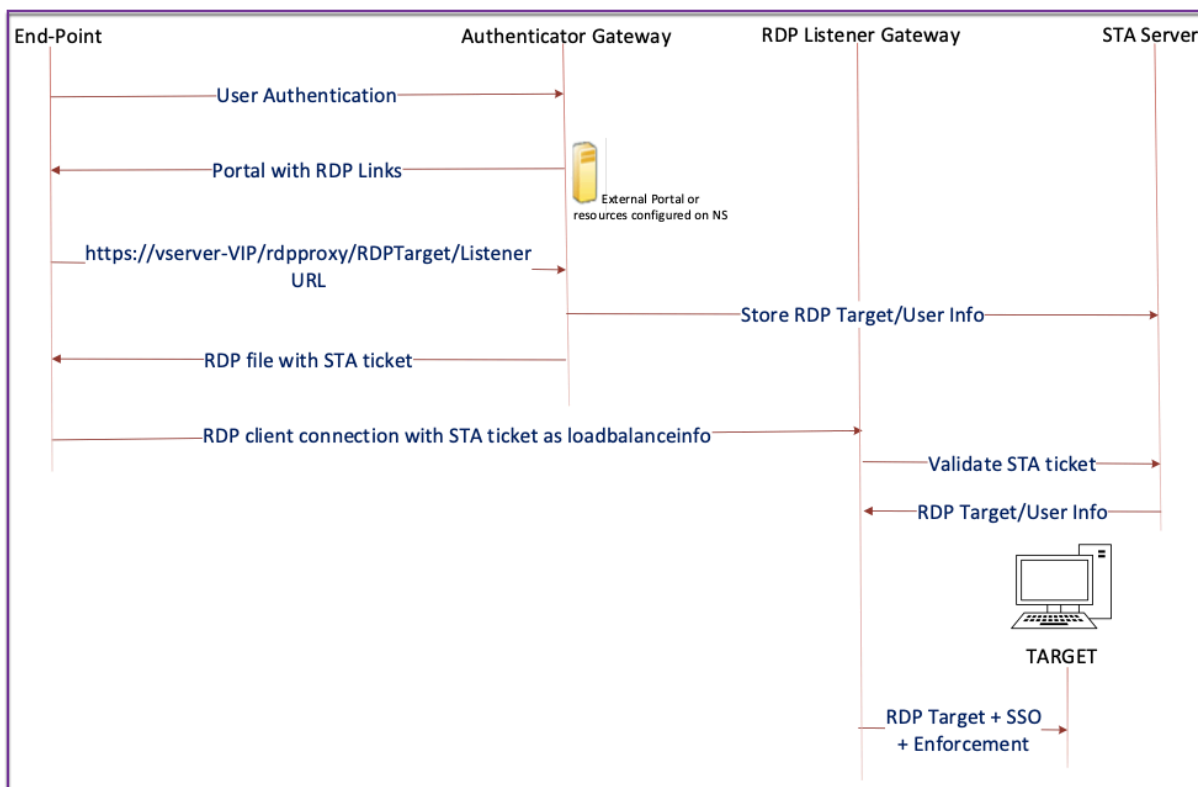 End-Point
Authenticator Gateway
RDP Listener Gateway
STA Server
User Authentication
Portal with RDP Links
External Portal or
resources configured on NS
https://vserver-VIP/rdpproxy/RDPTarget/Listener
URL
Store RDP Target/User Info
RDP file with STA ticket
RDP client connection with STA ticket as loadbalanceinfo
Validate STA ticket
RDP Target/User Info
TARGET
RDP Target + SSO
+ Enforcement